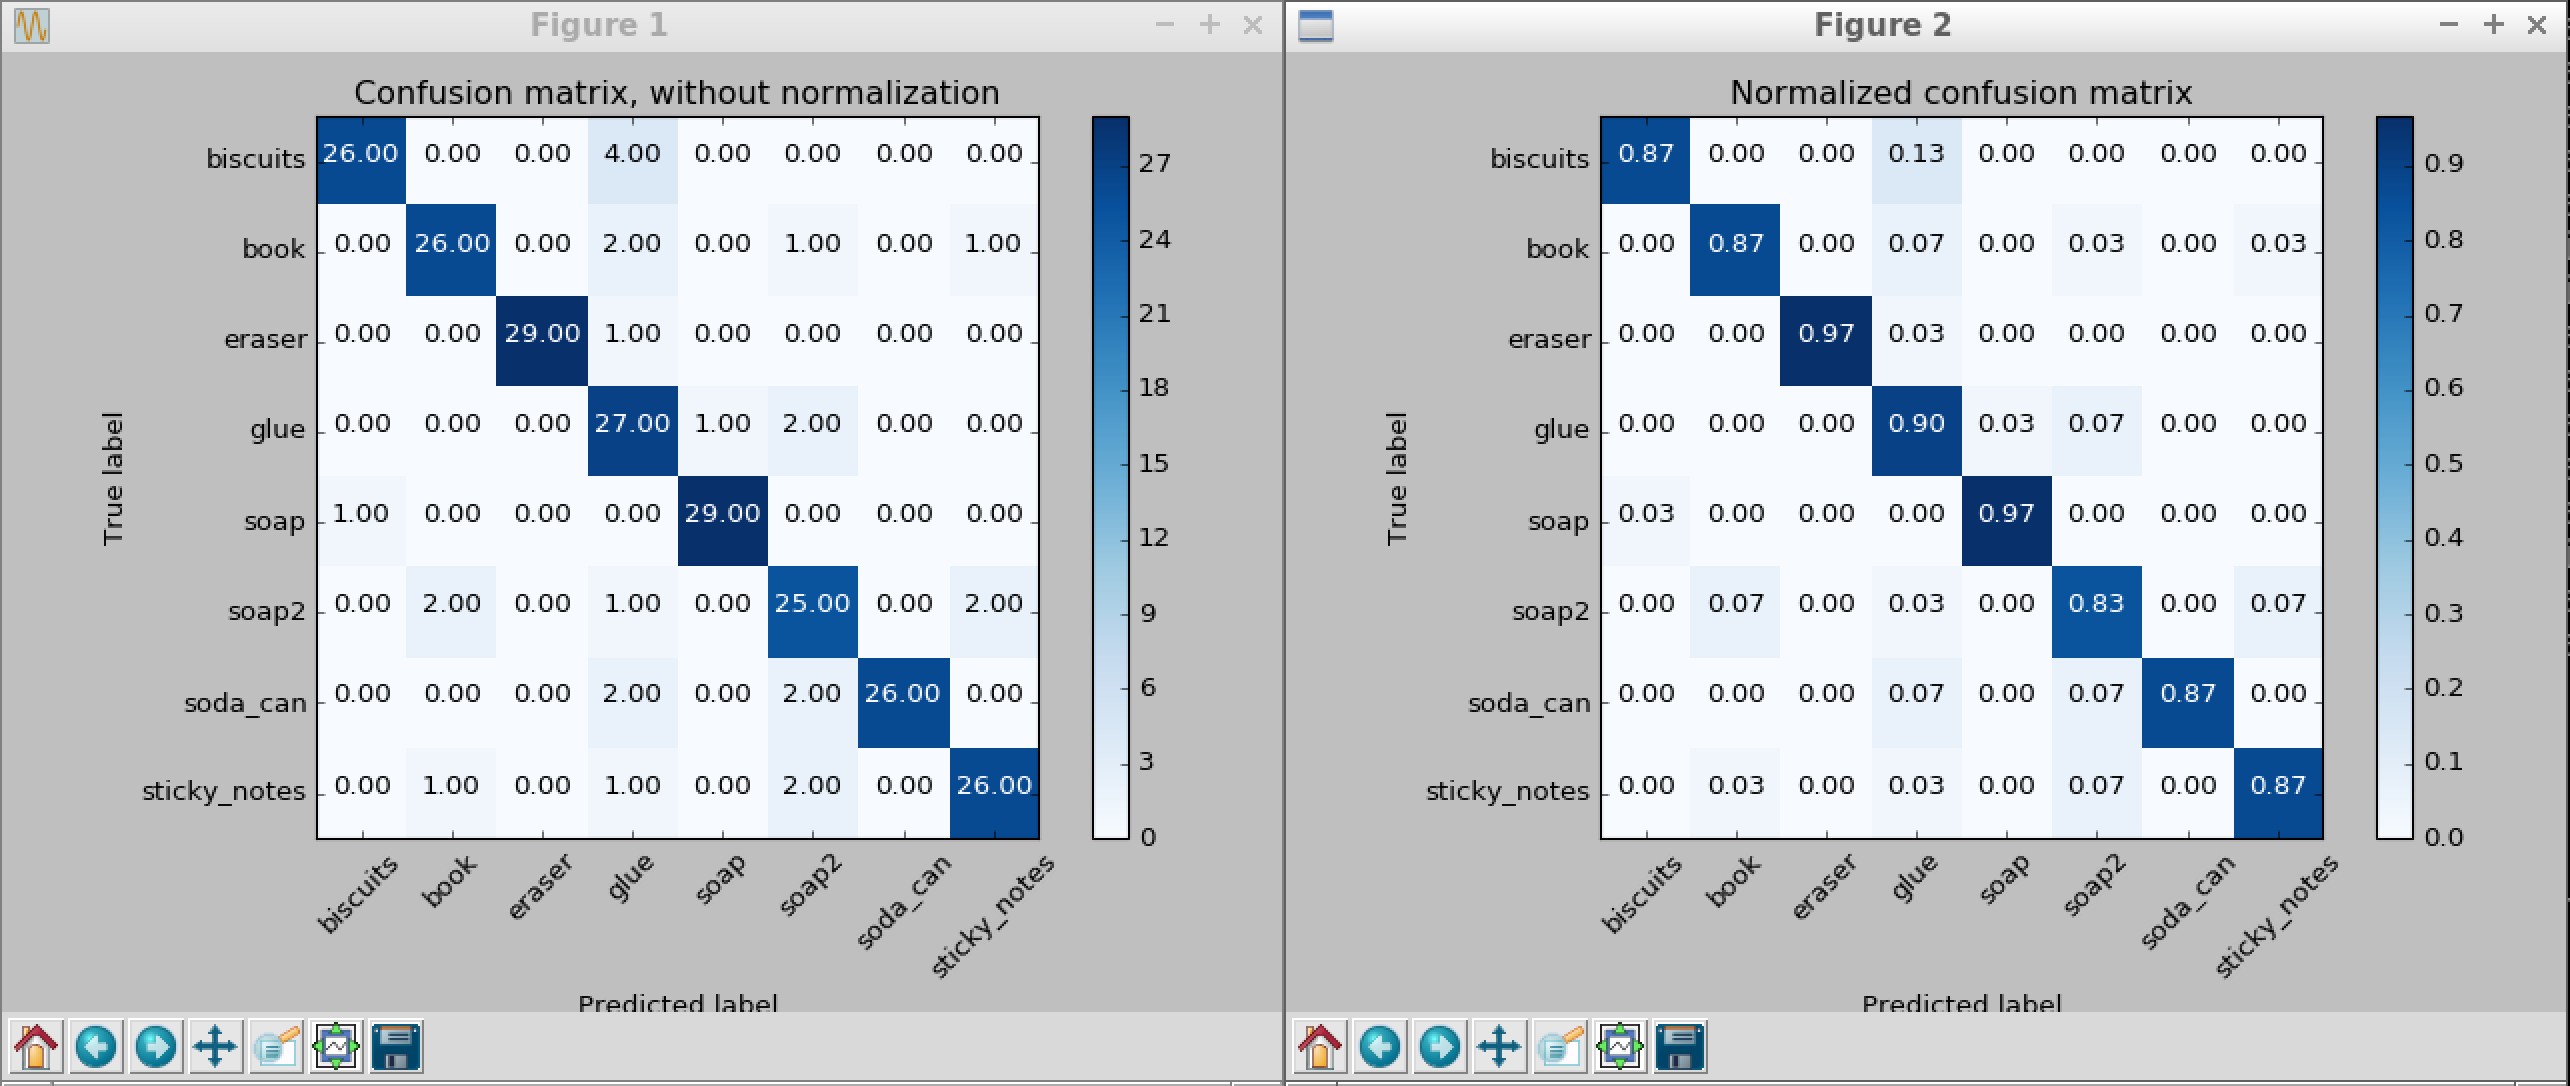 Figure 1
Confusion matrix, without normalization
biscuits 26.00 0.00 0.00 4.00 0.00 0.00 0.00 0.00
book 0.00 26.00 0.00 2.00 0.00 1.00 0.00 1.00
eraser 0.00 0.00 29.00 1.00 0.00 0.00 0.00 0.00
glue 0.00 0.00 0.00 27.00 1.00 2.00 0.00 0.00
soap 1.00 0.00 0.00 0.00 29.00 0.00 0.00 0.00
soap2 0.00 2.00 0.00 1.00 0.00 25.00 0.00 2.00
soda_can 0.00 0.00 0.00 2.00 0.00 2.00 26.00 0.00
sticky_notes 0.00 1.00 0.00 1.00 0.00 2.00 0.00 26.00
True label
biscuits book eraser glue soap soap2 soda_can sticky_notes
Predicted label
27
24
21
18
15
12
9
6
3
0
Figure 2
Normalized confusion matrix
biscuits 0.87 0.00 0.00 0.13 0.00 0.00 0.00 0.00
book 0.00 0.87 0.00 0.07 0.00 0.03 0.00 0.03
eraser 0.00 0.00 0.97 0.03 0.00 0.00 0.00 0.00
glue 0.00 0.00 0.00 0.90 0.03 0.07 0.00 0.00
soap 0.03 0.00 0.00 0.00 0.97 0.00 0.00 0.00
soap2 0.00 0.07 0.00 0.03 0.00 0.83 0.00 0.07
soda_can 0.00 0.00 0.00 0.07 0.00 0.07 0.87 0.00
sticky_notes 0.00 0.03 0.00 0.03 0.00 0.07 0.00 0.87
True label
biscuits book eraser glue soap soap2 soda_can sticky_notes
Predicted label
0.9
0.8
0.7
0.6
0.5
0.4
0.3
0.2
0.1
0.0